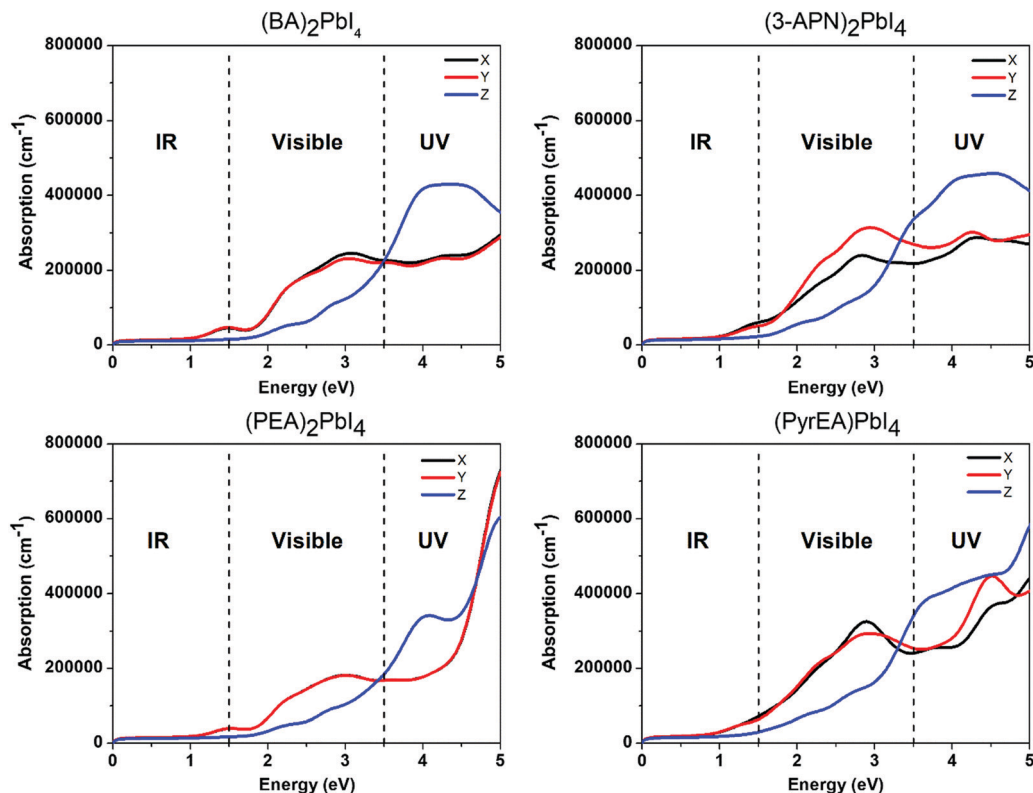 (BA)2PbI4
800000
X
Y
Z
600000
IR
Visible
UV
400000
200000
0
Absorption (cm-1)
0
1
2
3
4
5
Energy (eV)
(3-APN)2PbI4
800000
X
Y
Z
600000
IR
Visible
UV
400000
200000
0
Absorption (cm-1)
0
1
2
3
4
5
Energy (eV)
(PEA)2PbI4
800000
X
Y
Z
600000
IR
Visible
UV
400000
200000
0
Absorption (cm-1)
0
1
2
3
4
5
Energy (eV)
(PyrEA)PbI4
800000
X
Y
Z
600000
IR
Visible
UV
400000
200000
0
Absorption (cm-1)
0
1
2
3
4
5
Energy (eV)